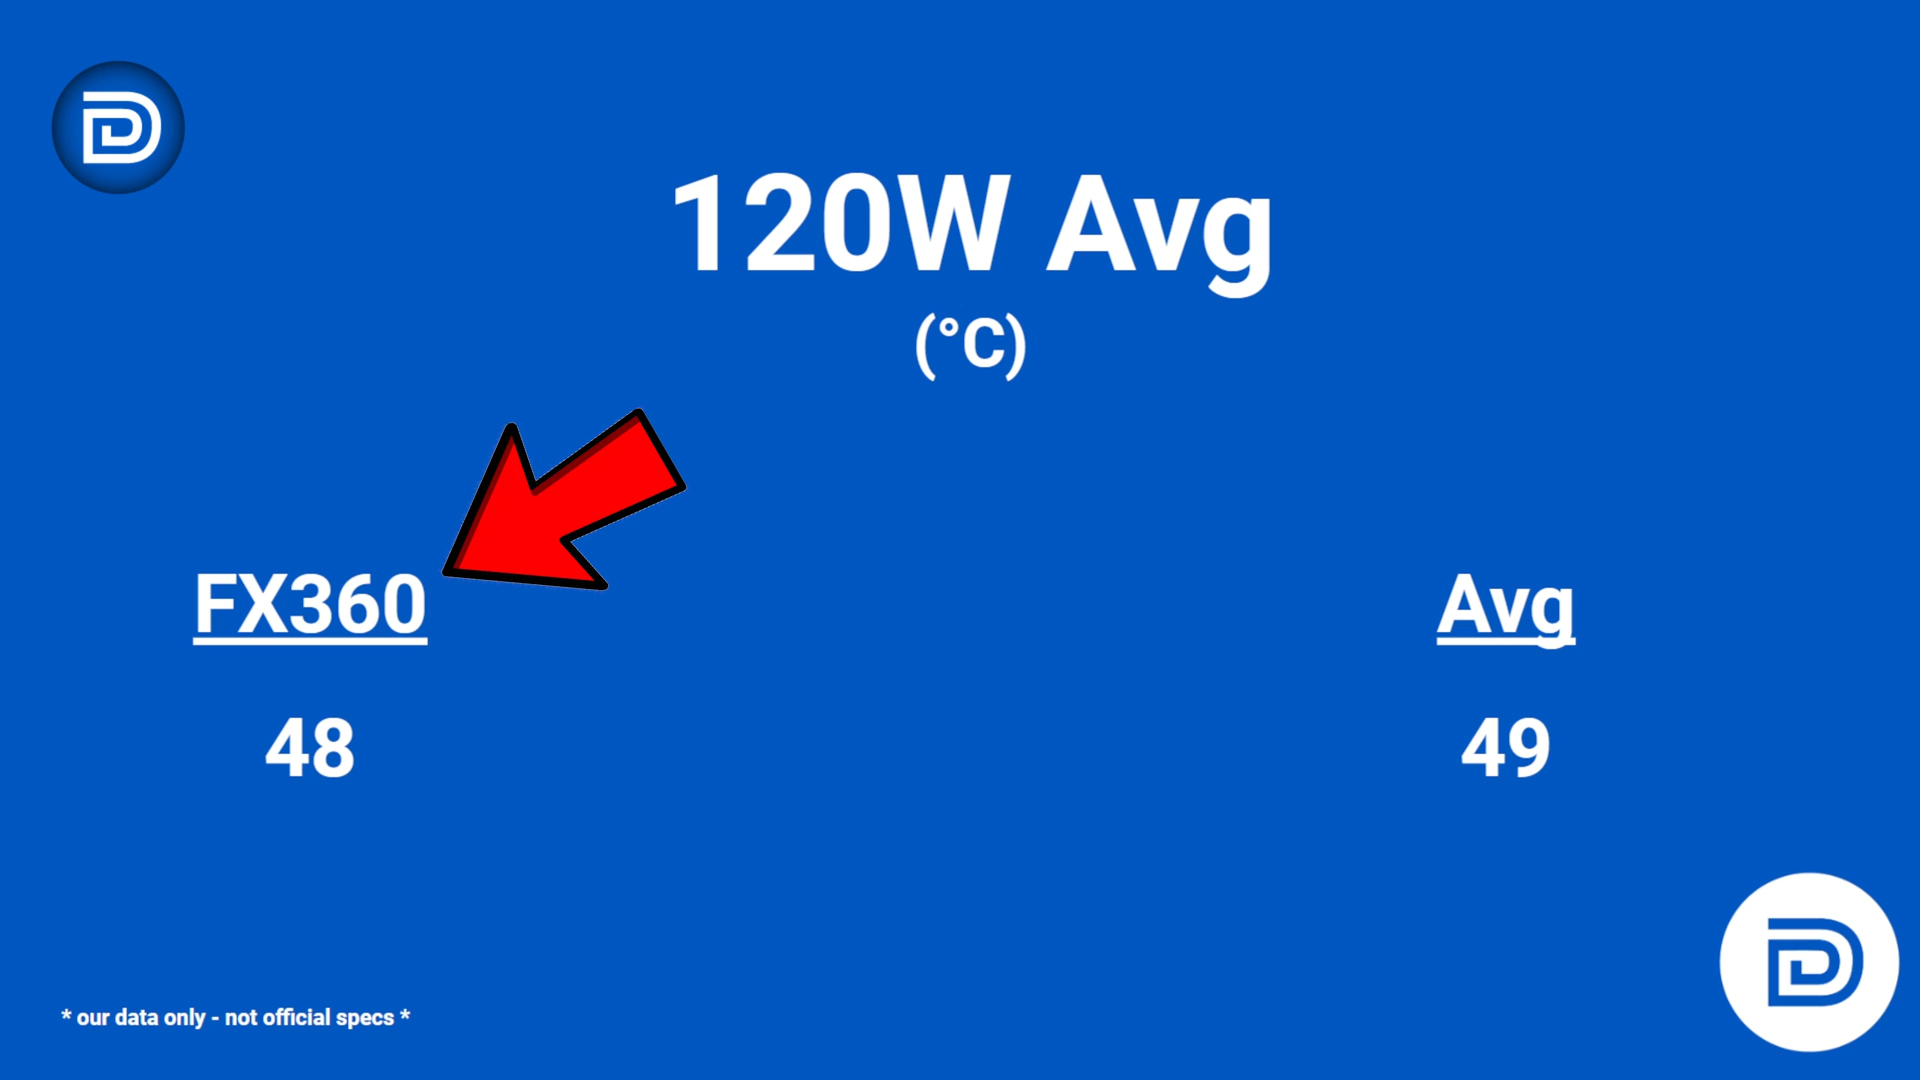 120W Avg
(°C)
FX360
Avg
48
49
* our data only - not official specs *